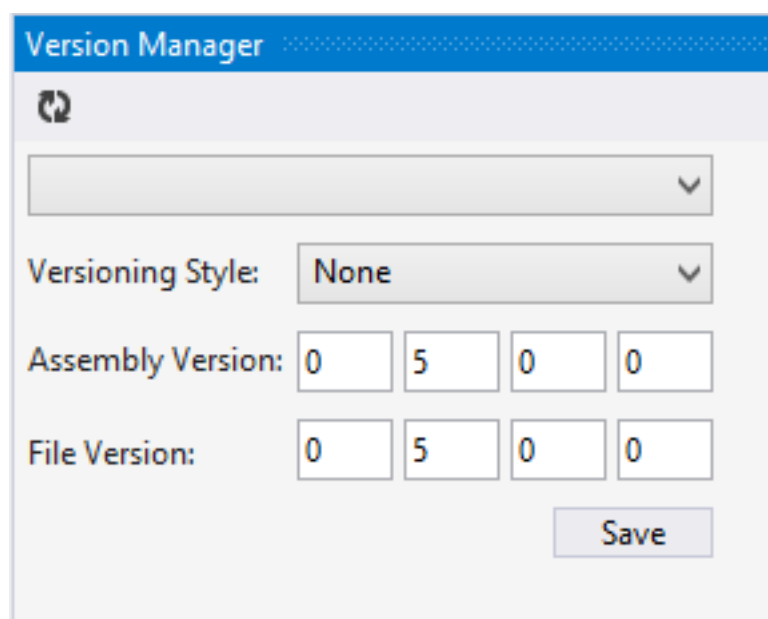 Version Manager
Versioning Style: None
Assembly Version: 0 5 0 0
File Version: 0 5 0 0
Save